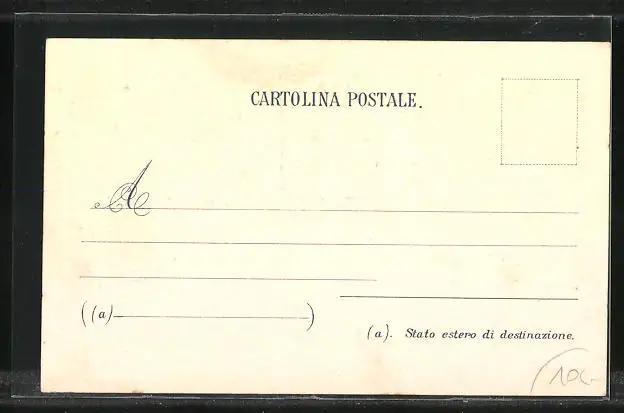 CARTOLINA POSTALE.
A
((a) )
(a). Stato estero di destinazione.